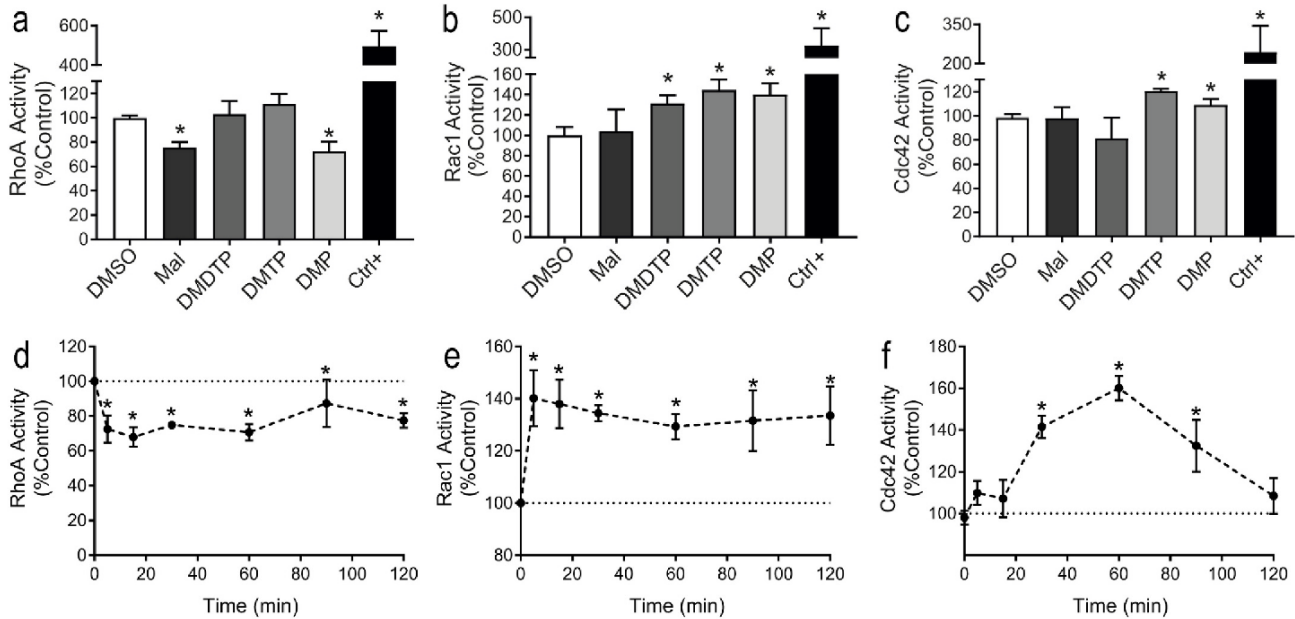 a
RhoA Activity
(%Control)
600
400
120
100
80
60
40
20
0
*
*
*
DMSO
Mal
DMDTP
DMTP
DMP
Ctrl+
b
Rac1 Activity
(%Control)
500
300
160
140
120
100
80
60
40
20
0
*
*
*
*
DMSO
Mal
DMDTP
DMTP
DMP
Ctrl+
c
Cdc42 Activity
(%Control)
350
200
120
100
80
60
40
20
0
*
*
*
DMSO
Mal
DMDTP
DMTP
DMP
Ctrl+
d
RhoA Activity
(%Control)
120
100
80
60
40
20
0
* * * * * *
0 20 40 60 80 100 120
Time (min)
e
Rac1 Activity
(%Control)
160
140
120
100
80
* * * * * *
0 20 40 60 80 100 120
Time (min)
f
Cdc42 Activity
(%Control)
180
160
140
120
100
80
* * *
0 20 40 60 80 100 120
Time (min)